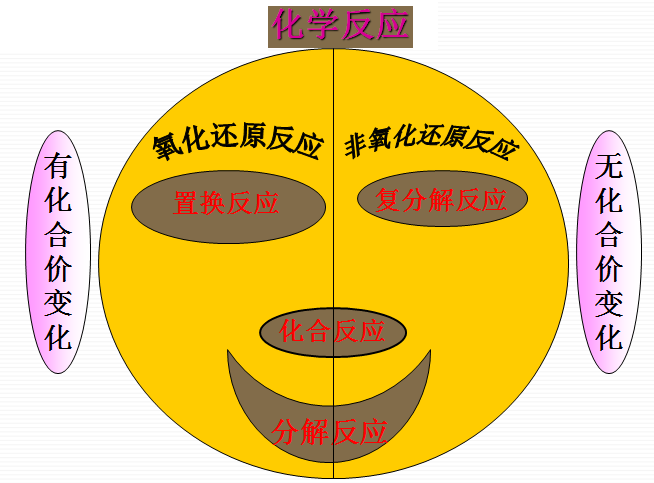 化学反应
氧化还原反应
非氧化还原反应
有化合价变化
置换反应
复分解反应
无化合价变化
化合反应
分解反应